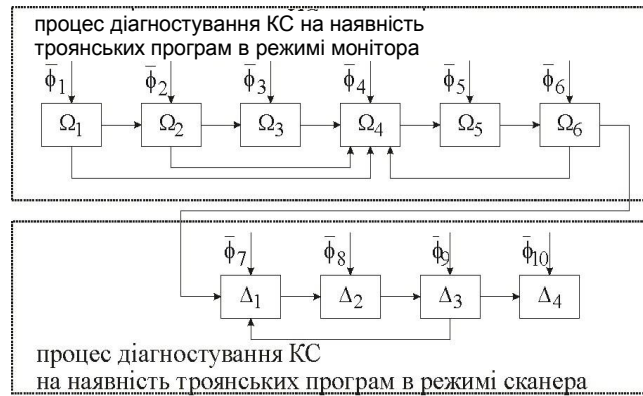 процес діагностування КС на наявність
троянських програм в режимі монітора
ϕ̅1 ϕ̅2 ϕ̅3 ϕ̅4 ϕ̅5 ϕ̅6
Ω1 Ω2 Ω3 Ω4 Ω5 Ω6
ϕ̅7 ϕ̅8 ϕ̅9 ϕ̅10
Δ1 Δ2 Δ3 Δ4
процес діагностування КС
на наявність троянських програм в режимі сканера